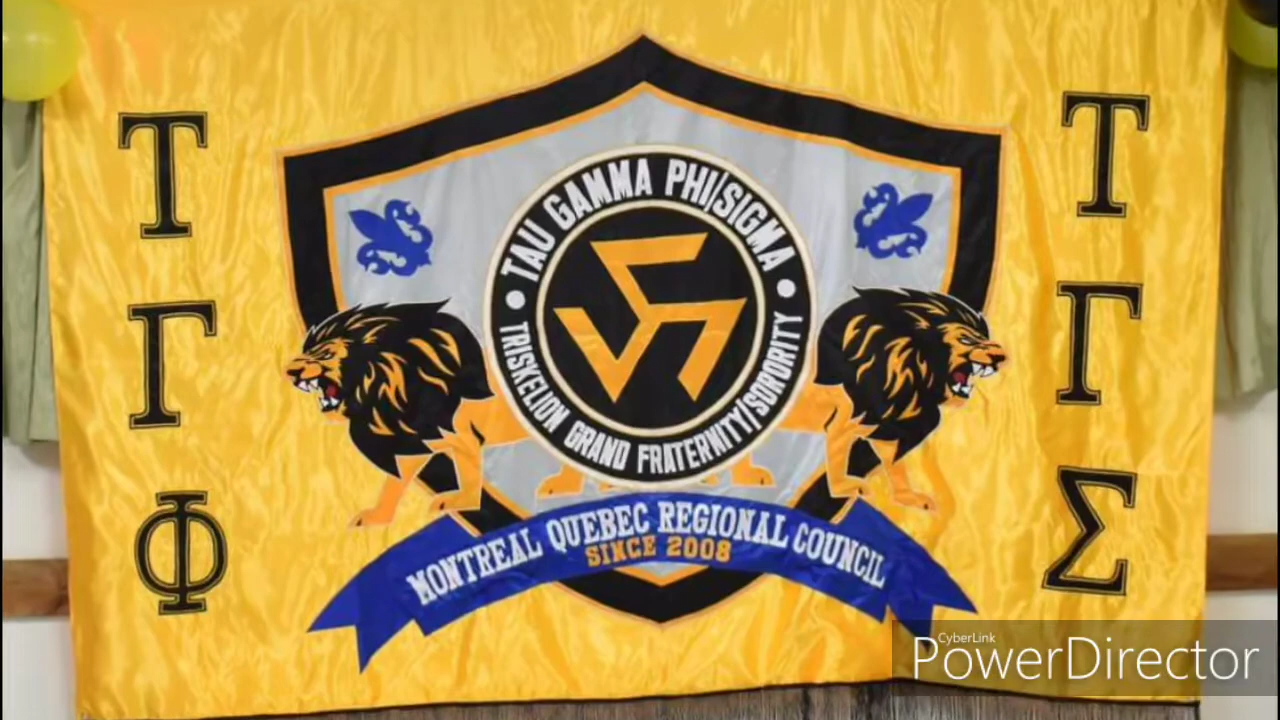 Τ
Γ
Φ
TAU GAMMA PHI/SIGMA
TRISKELION GRAND FRATERNITY/SORORITY
MONTREAL QUEBEC REGIONAL COUNCIL
SINCE 2008
Τ
Γ
Σ
CyberLink
PowerDirector